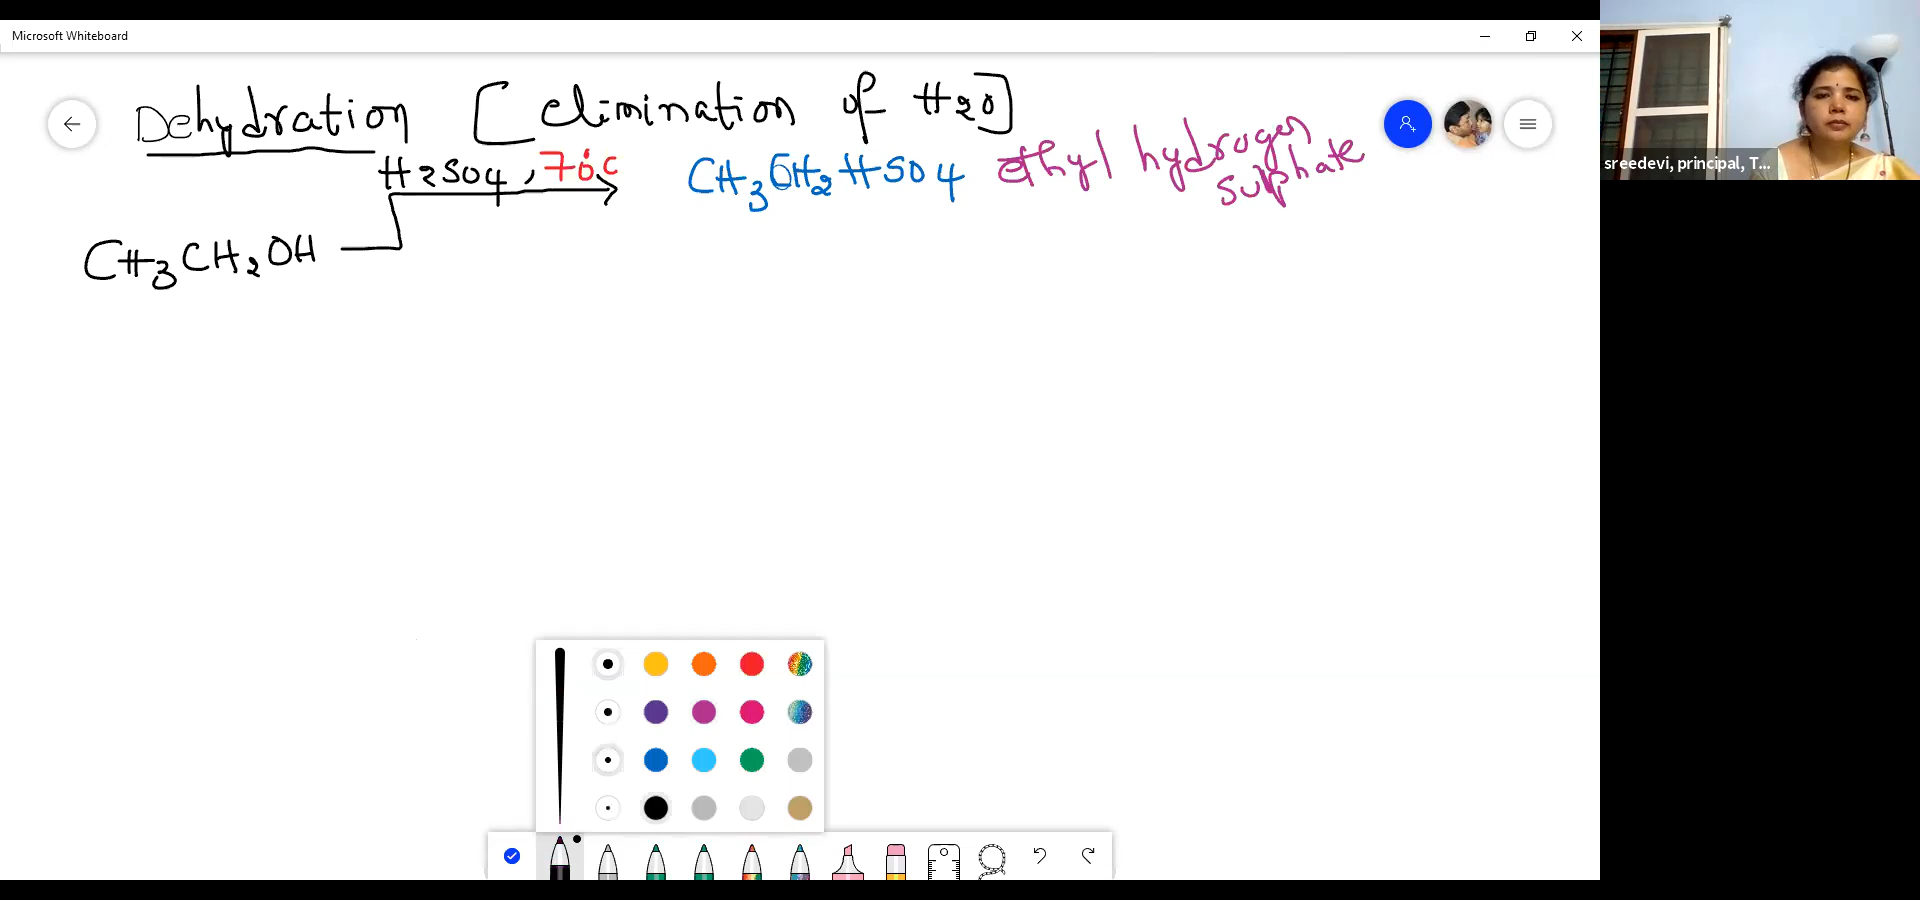 Microsoft Whiteboard
Dehydration [elimination of H2O]
H2SO4, 70°C
CH3CH2HSO4 ethyl hydrogen
sulphate
CH3CH2OH
sreedevi, principal, T...